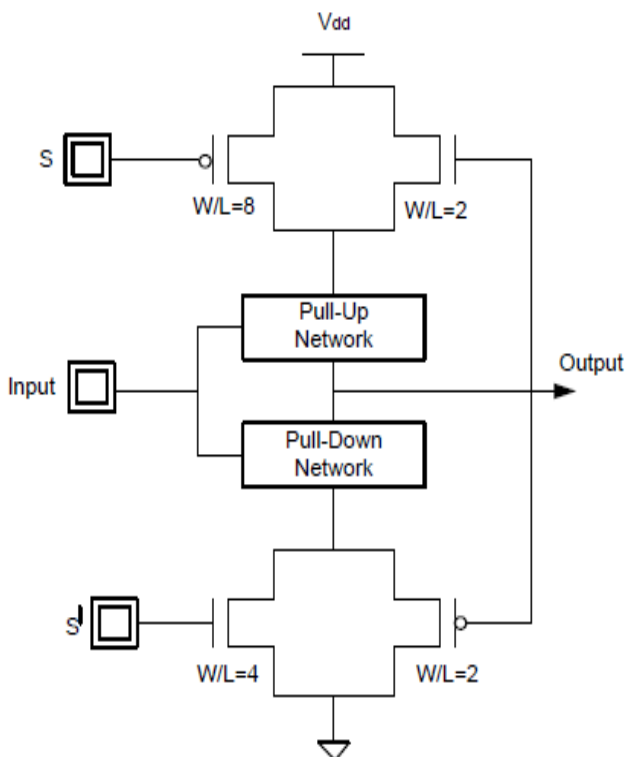 Vdd
S
W/L=8
W/L=2
Pull-Up
Network
Input
Output
Pull-Down
Network
S'
W/L=4
W/L=2